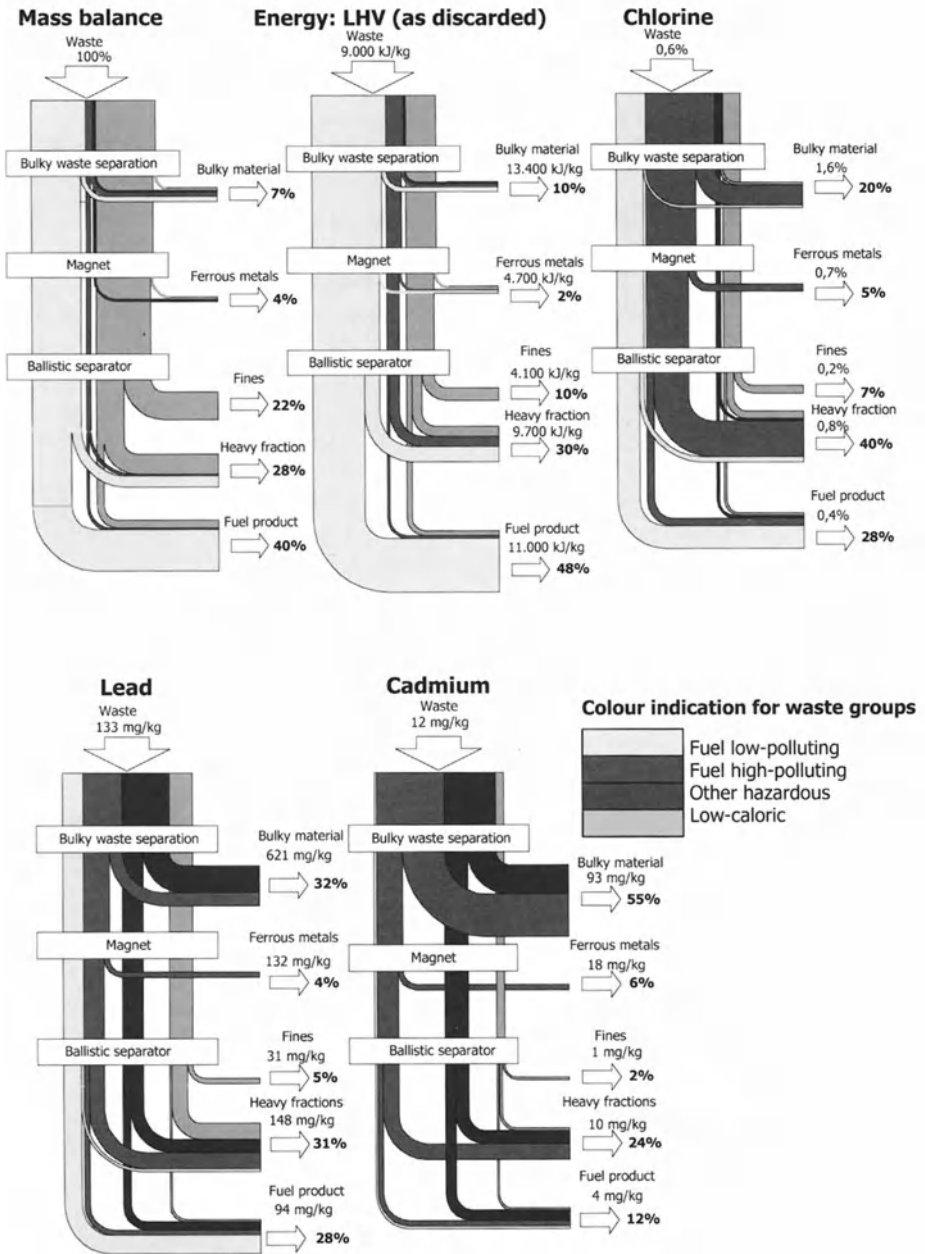 Mass balance
Waste
100%
Bulky waste separation
Bulky material
7%
Magnet
Ferrous metals
4%
Ballistic separator
Fines
22%
Heavy fraction
28%
Fuel product
40%
Energy: LHV (as discarded)
Waste
9.000 kJ/kg
Bulky waste separation
Bulky material
13.400 kJ/kg
10%
Magnet
Ferrous metals
4.700 kJ/kg
2%
Ballistic separator
Fines
4.100 kJ/kg
10%
Heavy fraction
9.700 kJ/kg
30%
Fuel product
11.000 kJ/kg
48%
Chlorine
Waste
0,6%
Bulky waste separation
Bulky material
1,6%
20%
Magnet
Ferrous metals
0,7%
5%
Ballistic separator
Fines
0,2%
7%
Heavy fraction
0,8%
40%
Fuel product
0,4%
28%
Lead
Waste
133 mg/kg
Bulky waste separation
Bulky material
621 mg/kg
32%
Magnet
Ferrous metals
132 mg/kg
4%
Ballistic separator
Fines
31 mg/kg
5%
Heavy fractions
148 mg/kg
31%
Fuel product
94 mg/kg
28%
Cadmium
Waste
12 mg/kg
Bulky waste separation
Bulky material
93 mg/kg
55%
Magnet
Ferrous metals
18 mg/kg
6%
Ballistic separator
Fines
1 mg/kg
2%
Heavy fractions
10 mg/kg
24%
Fuel product
4 mg/kg
12%
Colour indication for waste groups
Fuel low-polluting
Fuel high-polluting
Other hazardous
Low-caloric